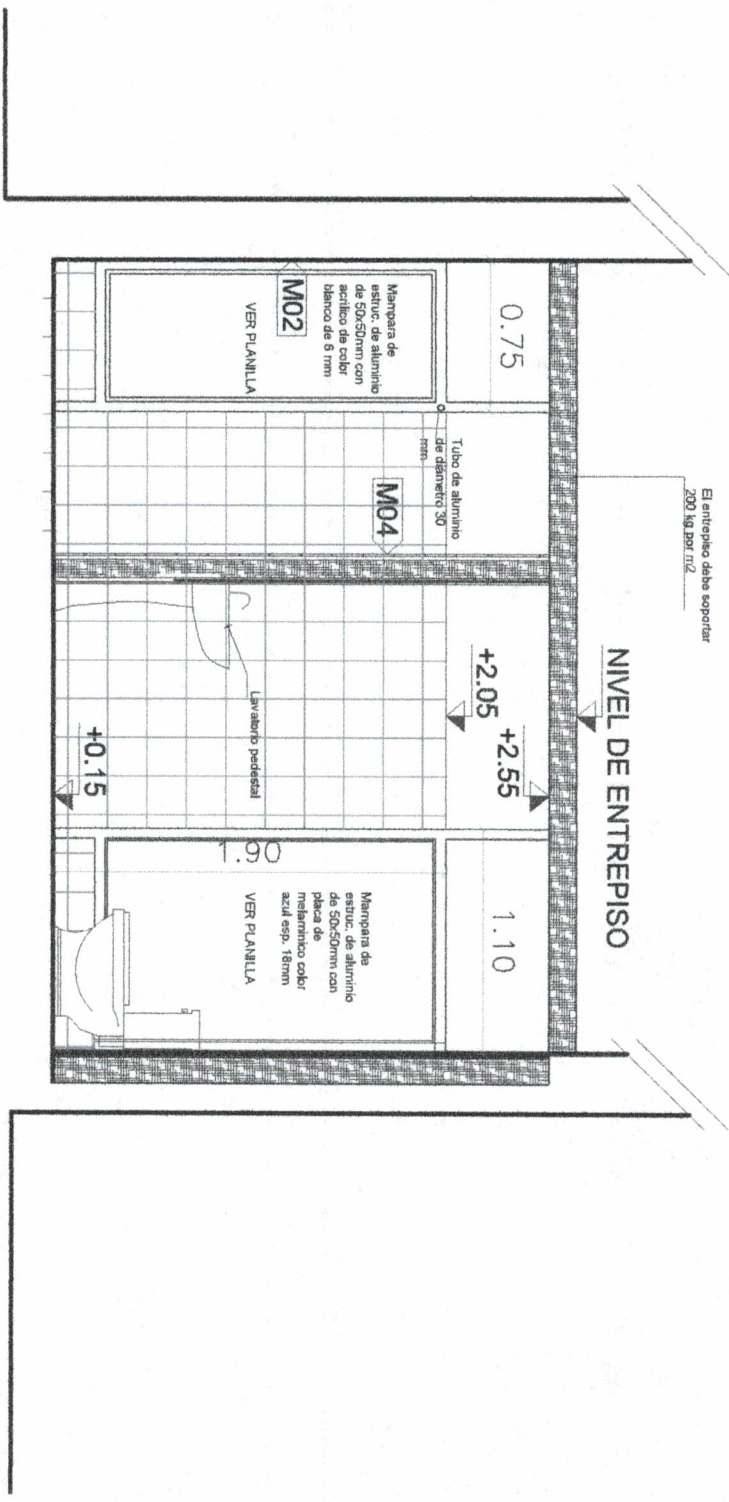 El entrepiso debe soportar
200 kg por m2
NIVEL DE ENTREPISO
+2.55
+2.05
0.75
1.10
Mampara de
estruc. de aluminio
de 50x50mm con
acrílico de color
blanco de 6 mm
VER PLANILLA
M02
Tubo de aluminio
de diámetro 30
mm
M04
Lavatorio pedestal
+0.15
1.90
Mampara de
estruc. de aluminio
de 50x50mm con
placa de
melaminico color
azul esp. 18mm
VER PLANILLA